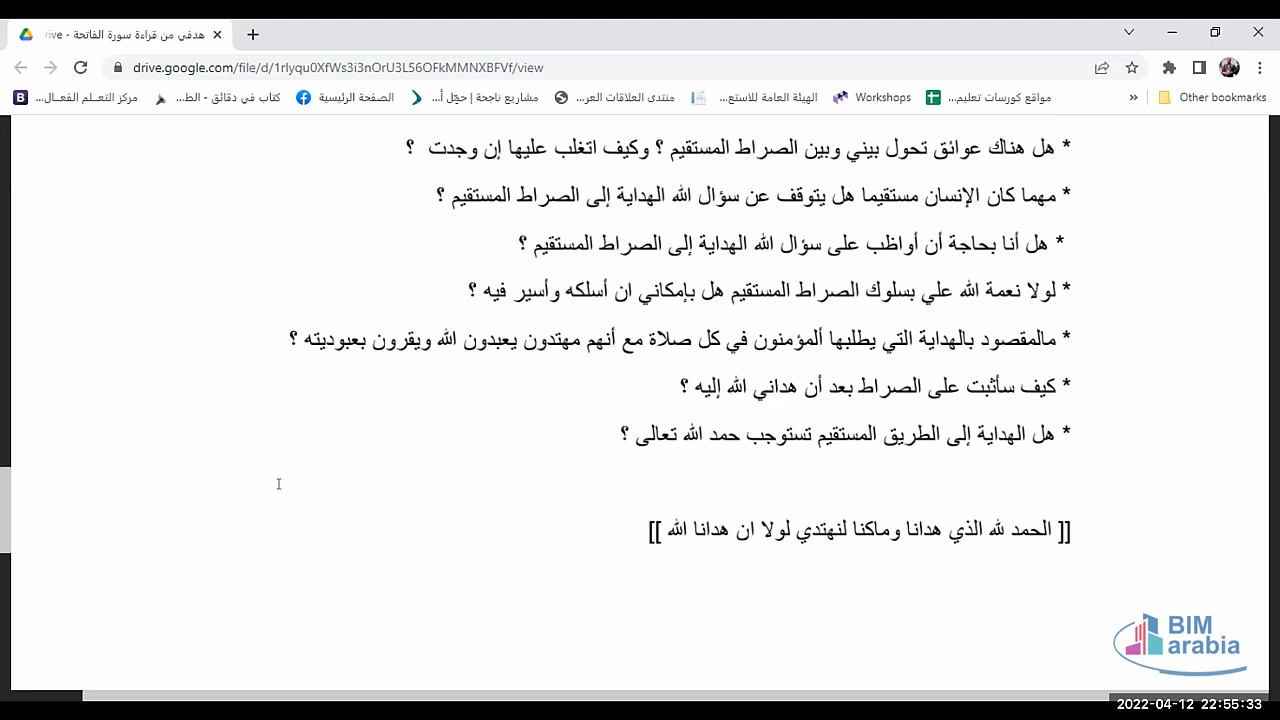 هدفي من قراءة سورة الفاتحة - rive
drive.google.com/file/d/1rlyqu0XfWs3i3nOrU3L56OFkMMNXBFVf/view
مركز التعـلـم الفعـال...
كتاب في دقائق - الط...
الصفحة الرئيسية
مشاريع ناجحة | حمّل أ...
منتدى العلاقات العر...
الهيئة العامة للاستع...
Workshops
مواقع كورسات تعليم...
» Other bookmarks
* هل هناك عوائق تحول بيني وبين الصراط المستقيم ؟ وكيف اتغلب عليها إن وجدت ؟
* مهما كان الإنسان مستقيما هل يتوقف عن سؤال الله الهداية إلى الصراط المستقيم ؟
* هل أنا بحاجة أن أواظب على سؤال الله الهداية إلى الصراط المستقيم ؟
* لولا نعمة الله علي بسلوك الصراط المستقيم هل بإمكاني ان أسلكه وأسير فيه ؟
* مالمقصود بالهداية التي يطلبها ألمؤمنون في كل صلاة مع أنهم مهتدون يعبدون الله ويقرون بعبوديته ؟
* كيف سأثبت على الصراط بعد أن هداني الله إليه ؟
* هل الهداية إلى الطريق المستقيم تستوجب حمد الله تعالى ؟
[[ الحمد لله الذي هدانا وماكنا لنهتدي لولا ان هدانا الله ]]
BIM
arabia
2022-04-12 22:55:33